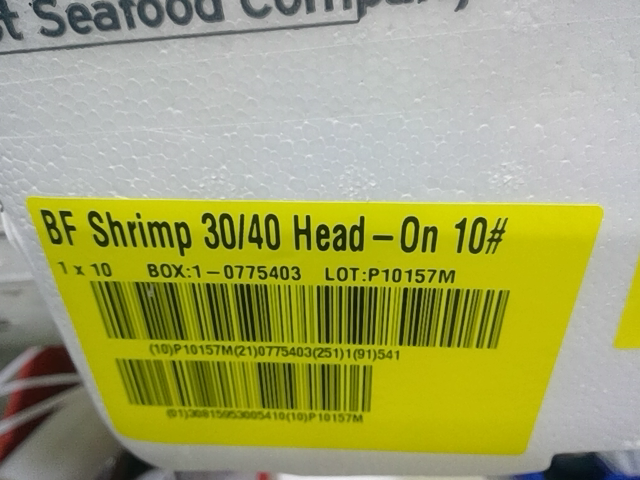 Seafood Company
BF Shrimp 30/40 Head-On 10#
1 x 10 BOX:1-0775403 LOT:P10157M
(10)P10157M(21)0775403(251)1(91)541
(01)30815953005410(10)P10157M